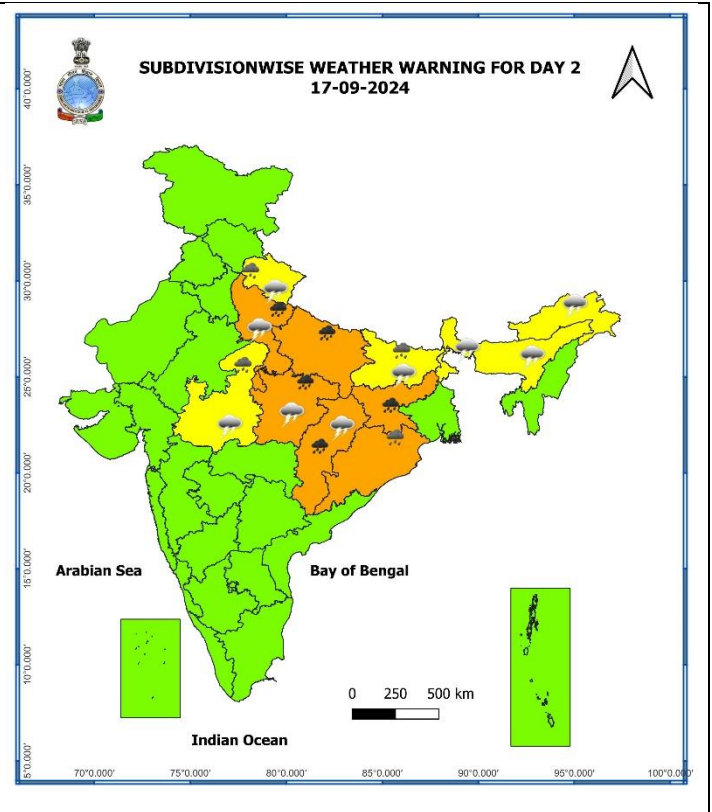 SUBDIVISIONWISE WEATHER WARNING FOR DAY 2
17-09-2024
40°0.000'
35°0.000'
30°0.000'
25°0.000'
20°0.000'
15°0.000'
10°0.000'
5°0.000'
Arabian Sea
Bay of Bengal
0 250 500 km
Indian Ocean
70°0.000' 75°0.000' 80°0.000' 85°0.000' 90°0.000' 95°0.000' 100°0.000'